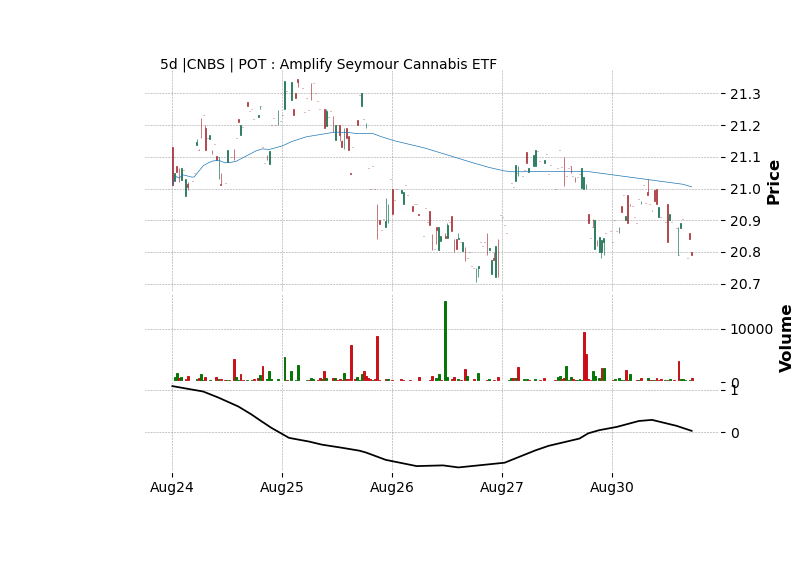 5d |CNBS | POT : Amplify Seymour Cannabis ETF
21.3
21.2
21.1
21.0
20.9
20.8
20.7
Price
10000
0
Volume
1
0
Aug24 Aug25 Aug26 Aug27 Aug30